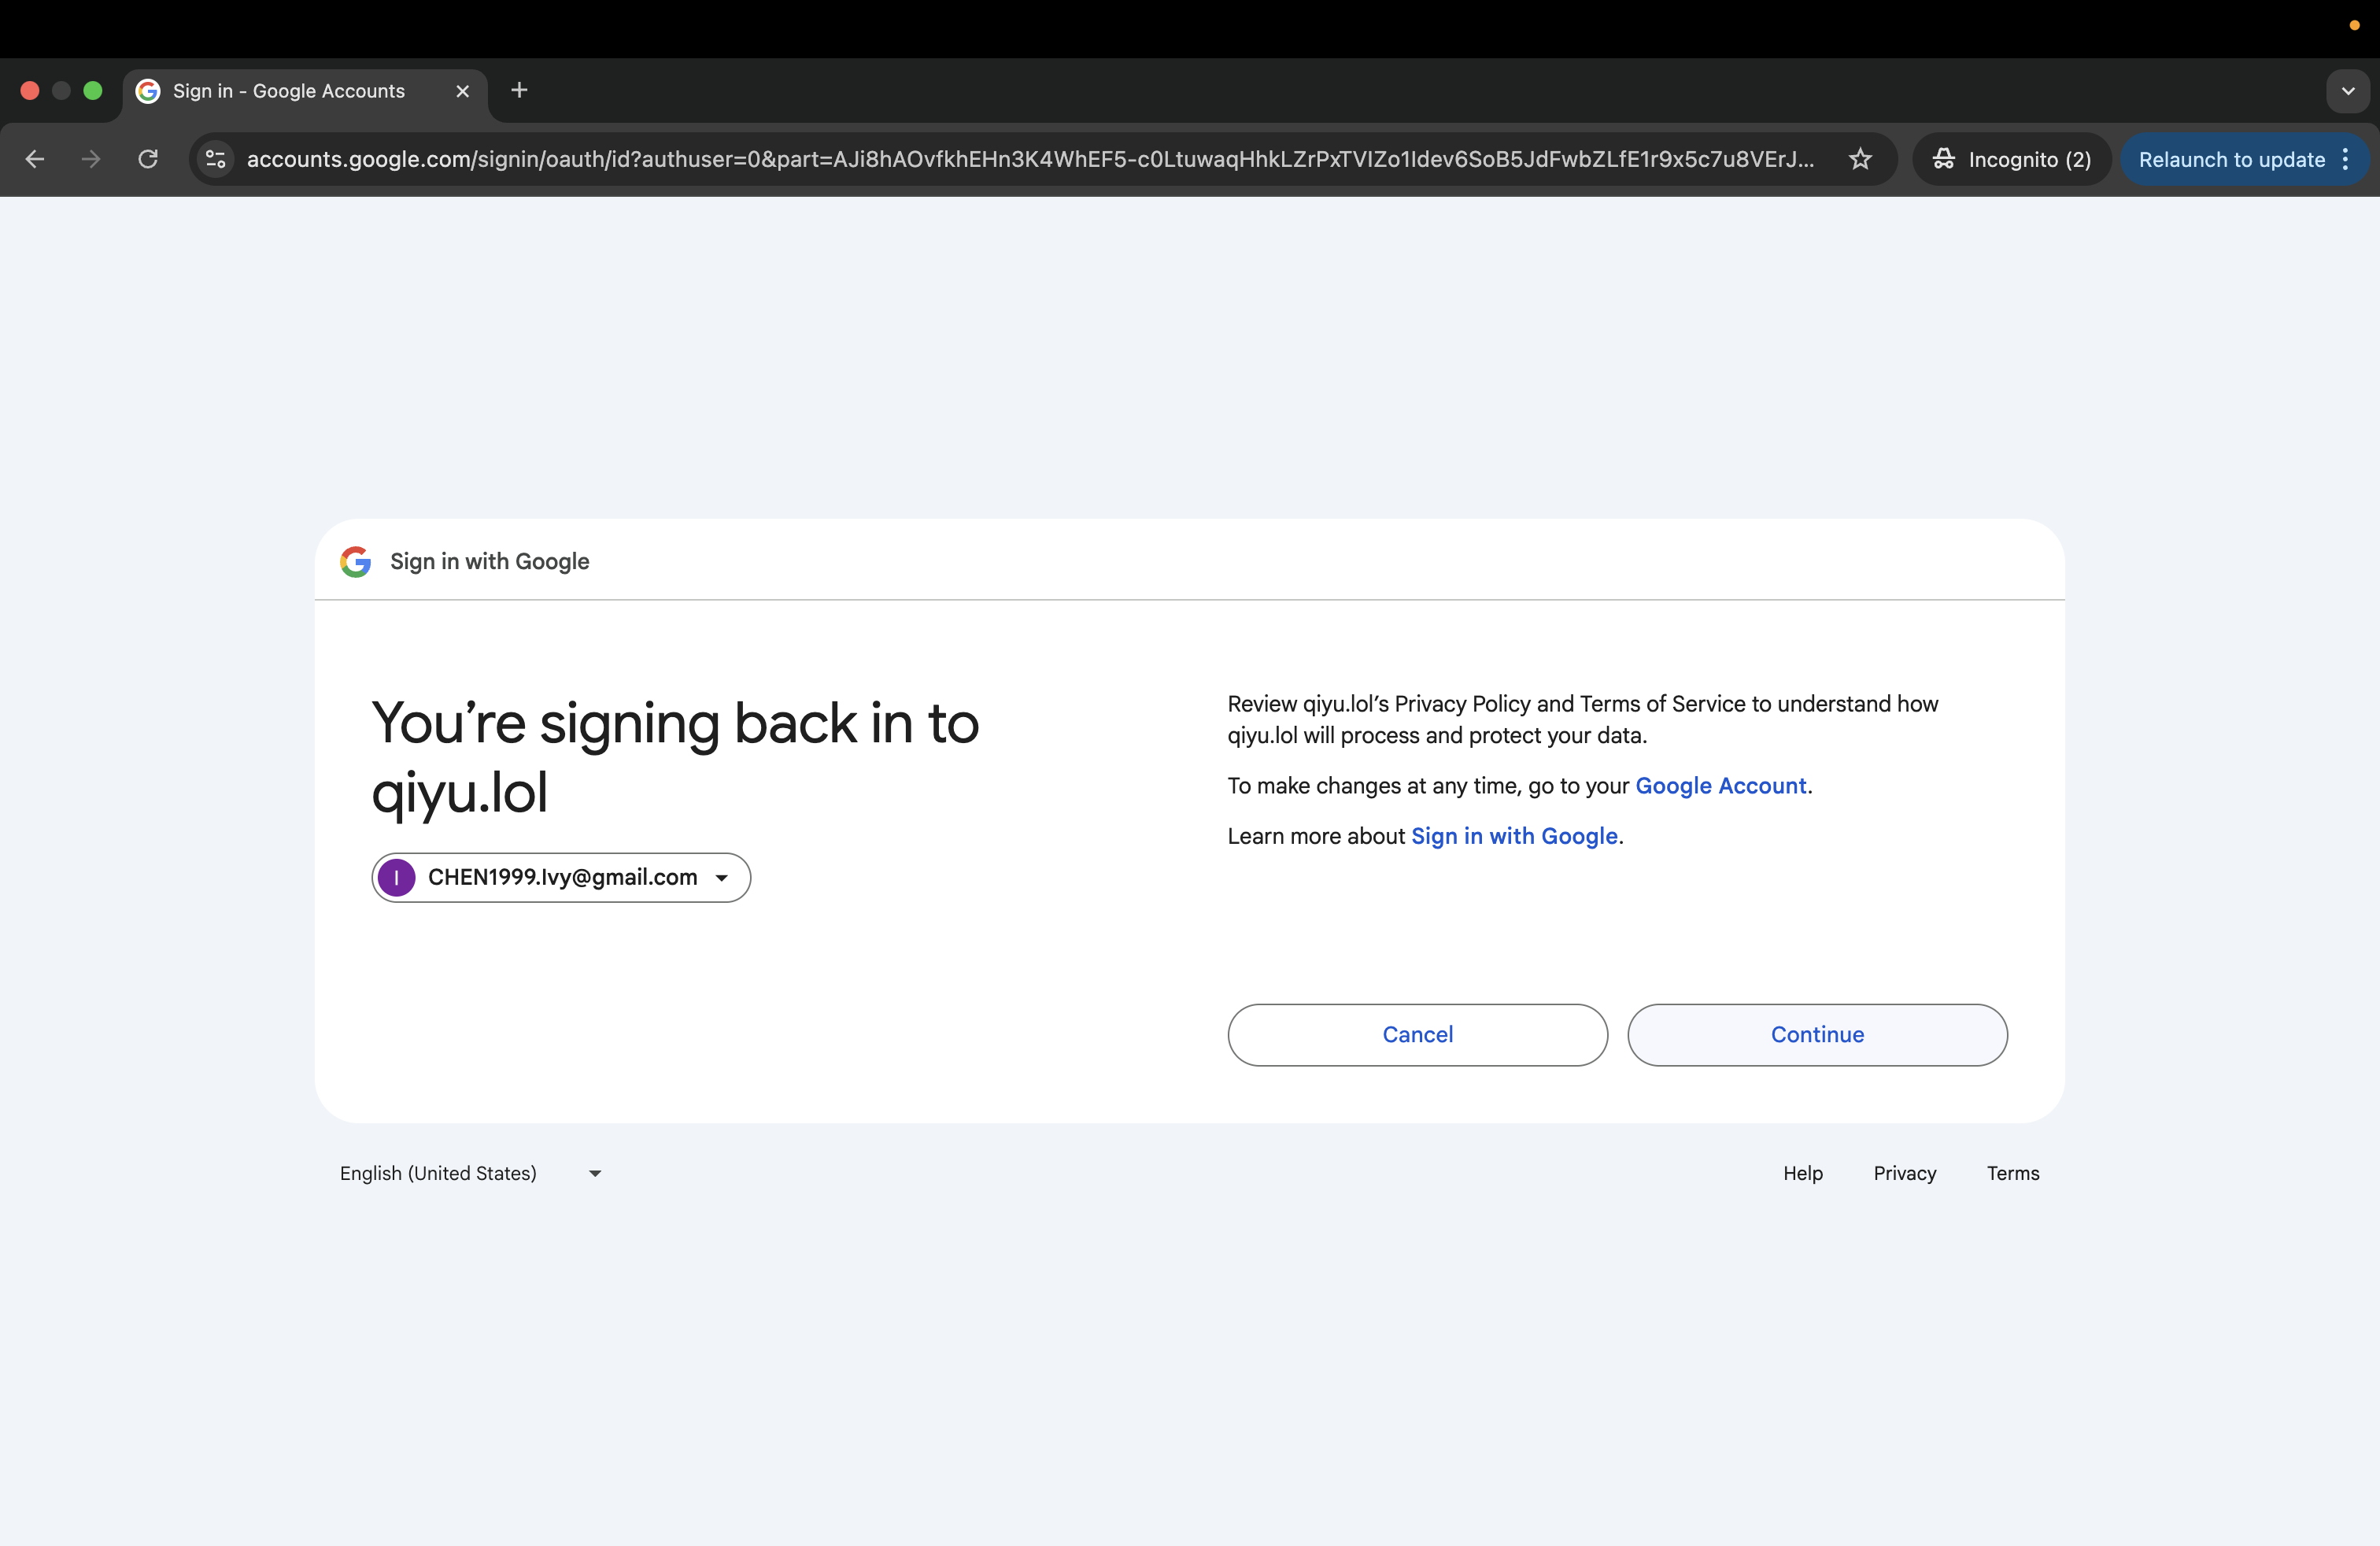 Sign in - Google Accounts
accounts.google.com/signin/oauth/id?authuser=0&part=AJi8hAOvfkhEHn3K4WhEF5-c0LtuwaqHhkLZrPxTVIZo1Idev6SoB5JdFwbZLfE1r9x5c7u8VErJ...
Incognito (2)
Relaunch to update
Sign in with Google
You’re signing back in to
qiyu.lol
I
CHEN1999.Ivy@gmail.com
Review qiyu.lol’s Privacy Policy and Terms of Service to understand how
qiyu.lol will process and protect your data.
To make changes at any time, go to your Google Account.
Learn more about Sign in with Google.
Cancel
Continue
English (United States)
Help
Privacy
Terms